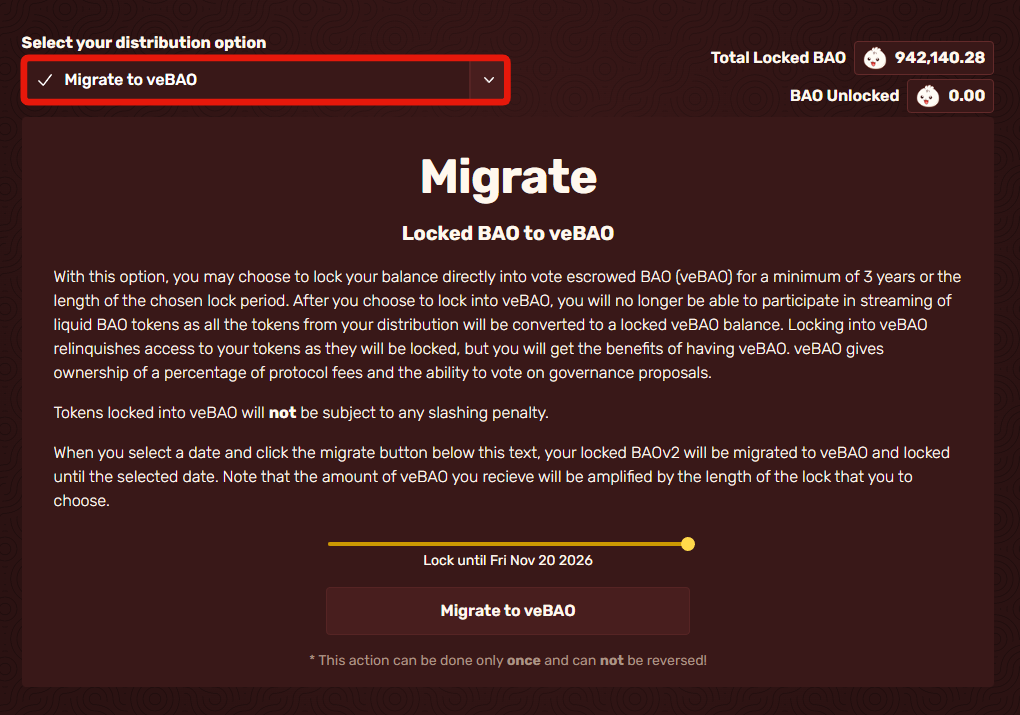 Select your distribution option
Migrate to veBAO
Total Locked BAO 942,140.28
BAO Unlocked 0.00
Migrate
Locked BAO to veBAO
With this option, you may choose to lock your balance directly into vote escrowed BAO (veBAO) for a minimum of 3 years or the
length of the chosen lock period. After you choose to lock into veBAO, you will no longer be able to participate in streaming of
liquid BAO tokens as all the tokens from your distribution will be converted to a locked veBAO balance. Locking into veBAO
relinquishes access to your tokens as they will be locked, but you will get the benefits of having veBAO. veBAO gives
ownership of a percentage of protocol fees and the ability to vote on governance proposals.
Tokens locked into veBAO will not be subject to any slashing penalty.
When you select a date and click the migrate button below this text, your locked BAOv2 will be migrated to veBAO and locked
until the selected date. Note that the amount of veBAO you recieve will be amplified by the length of the lock that you to
choose.
Lock until Fri Nov 20 2026
Migrate to veBAO
* This action can be done only once and can not be reversed!